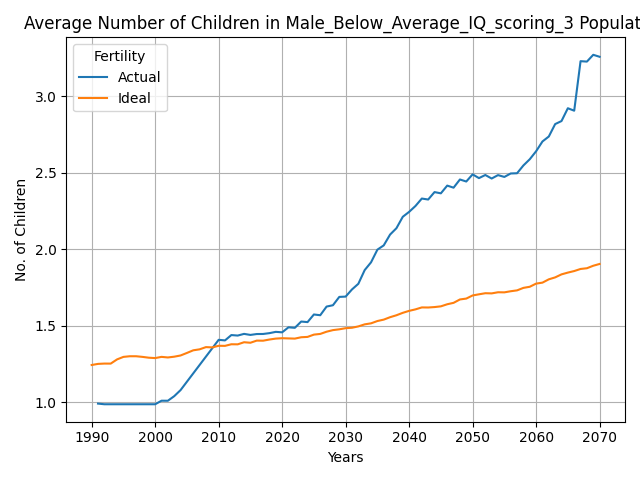 Average Number of Children in Male_Below_Average_IQ_scoring_3 Populat
Fertility
Actual
Ideal
No. of Children
3.0
2.5
2.0
1.5
1.0
1990 2000 2010 2020 2030 2040 2050 2060 2070
Years